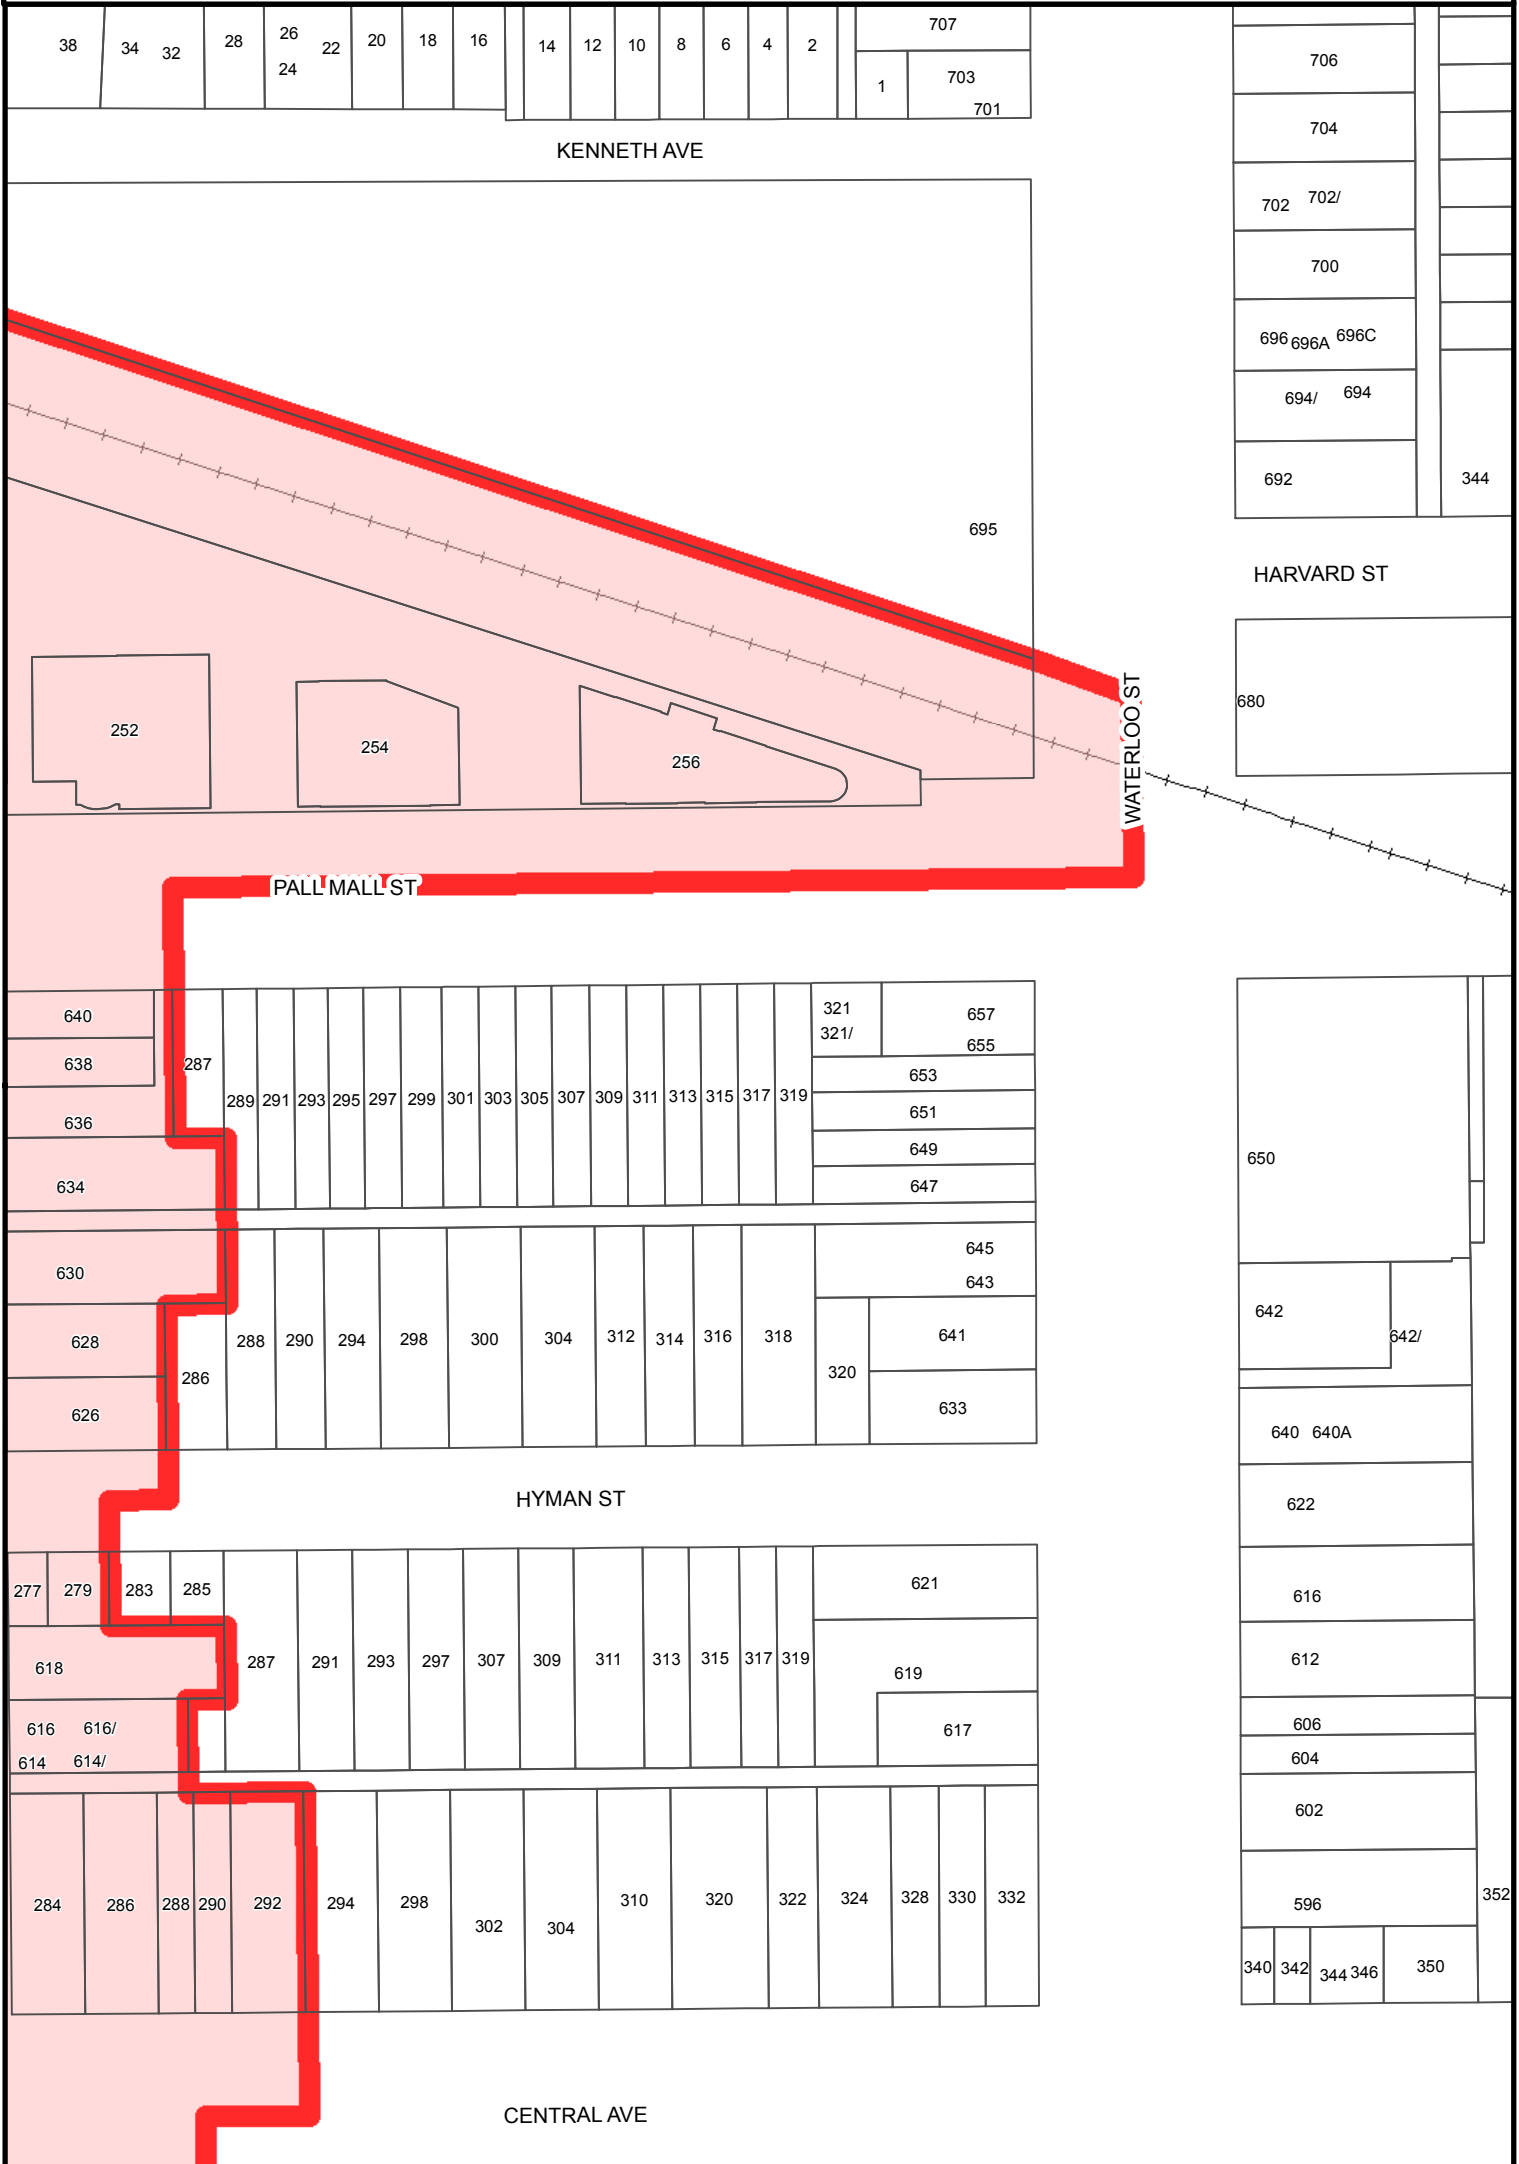 38 34 32 28 26 22 20 18 16 14 12 10 8 6 4 2 707
24
1 703
701
706
704
KENNETH AVE
702 702/
700
696 696A 696C
694/ 694
692 344
695
HARVARD ST
680
WATERLOO ST
252 254 256
PALL MALL ST
640 321 657
321/ 655
638 287
289 291 293 295 297 299 301 303 305 307 309 311 313 315 317 319 653
651
636
649
634 647
650
630 645
643
628 288 290 294 298 300 304 312 314 316 318 641 642 642/
286 320
626 633
640 640A
HYMAN ST
622
277 279 283 285 621
616
618 287 291 293 297 307 309 311 313 315 317 319 619
612
616 616/ 617
614 614/
606
604
602
284 286 288 290 292 294 298 302 304 310 320 322 324 328 330 332
596 352
340 342 344 346 350
CENTRAL AVE